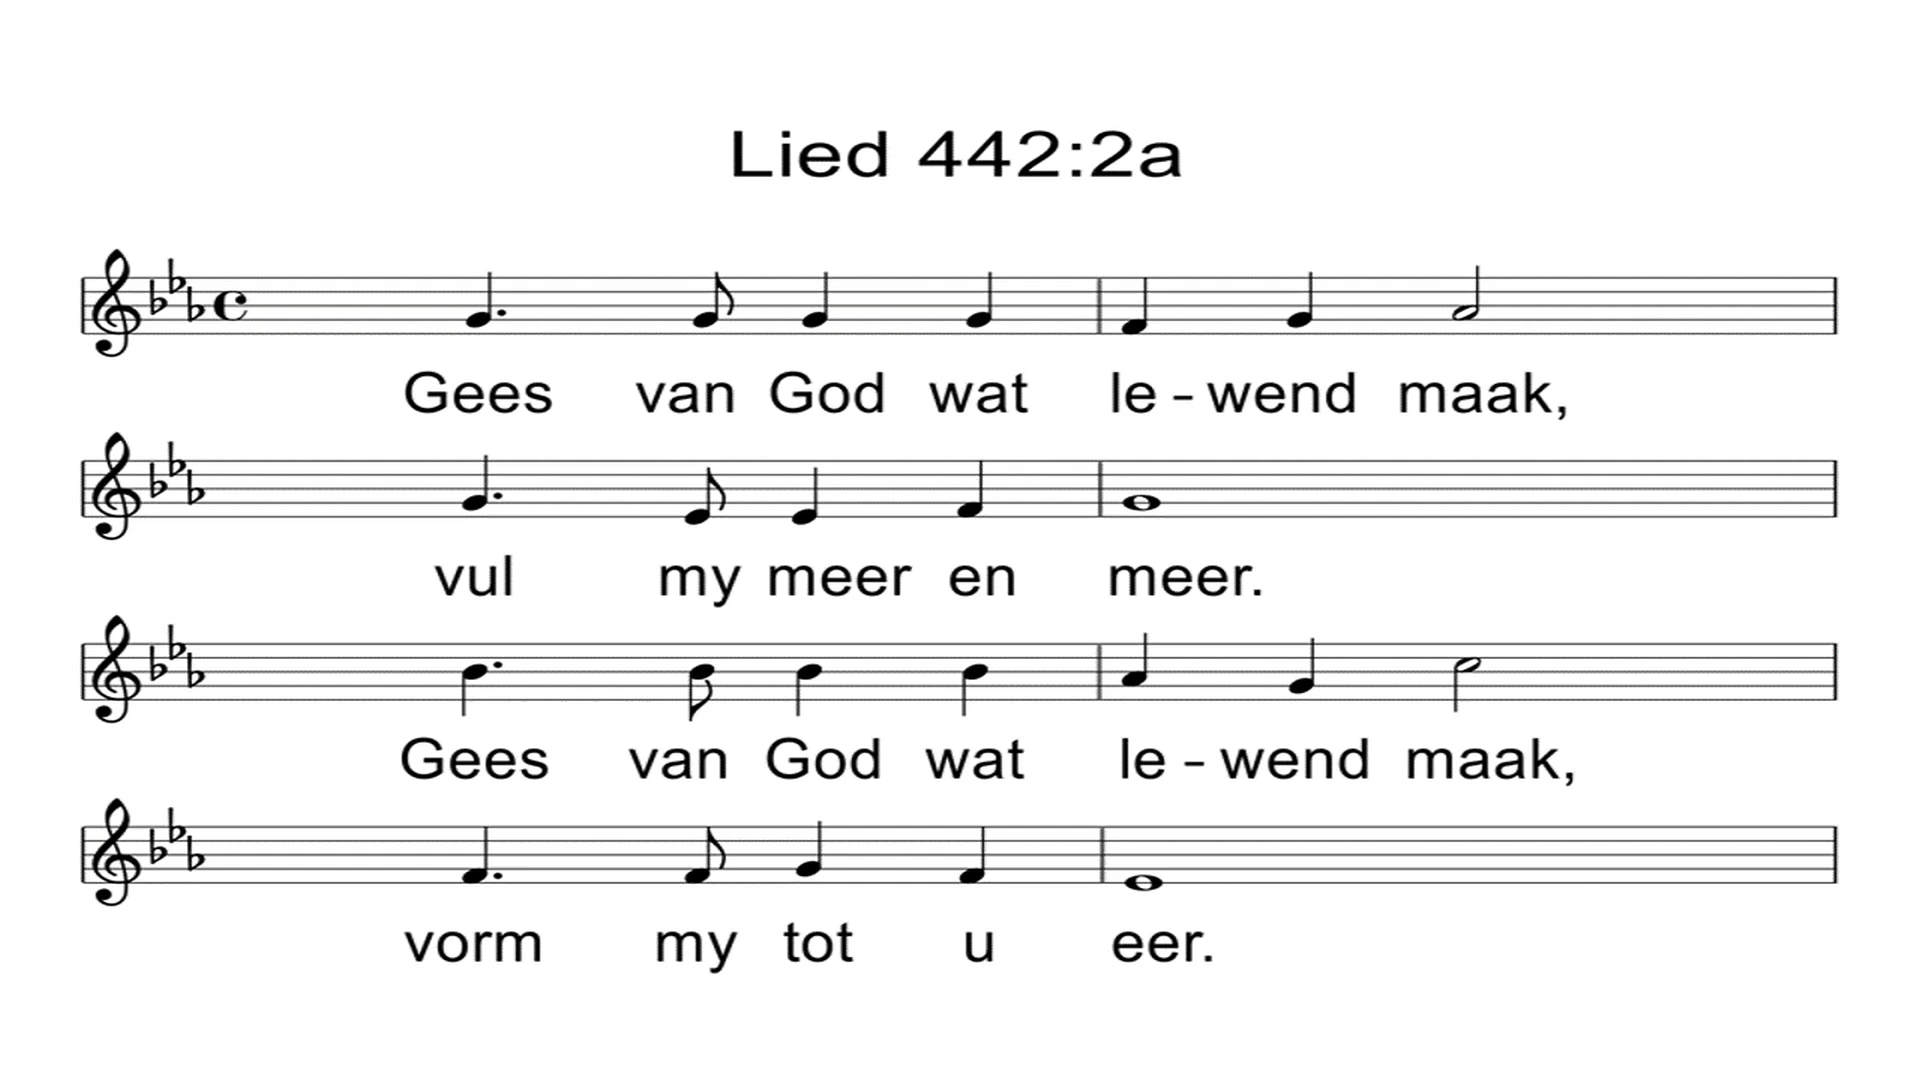 Lied 442:2a
Gees van God wat le - wend maak,
vul my meer en meer.
Gees van God wat le - wend maak,
vorm my tot u eer.